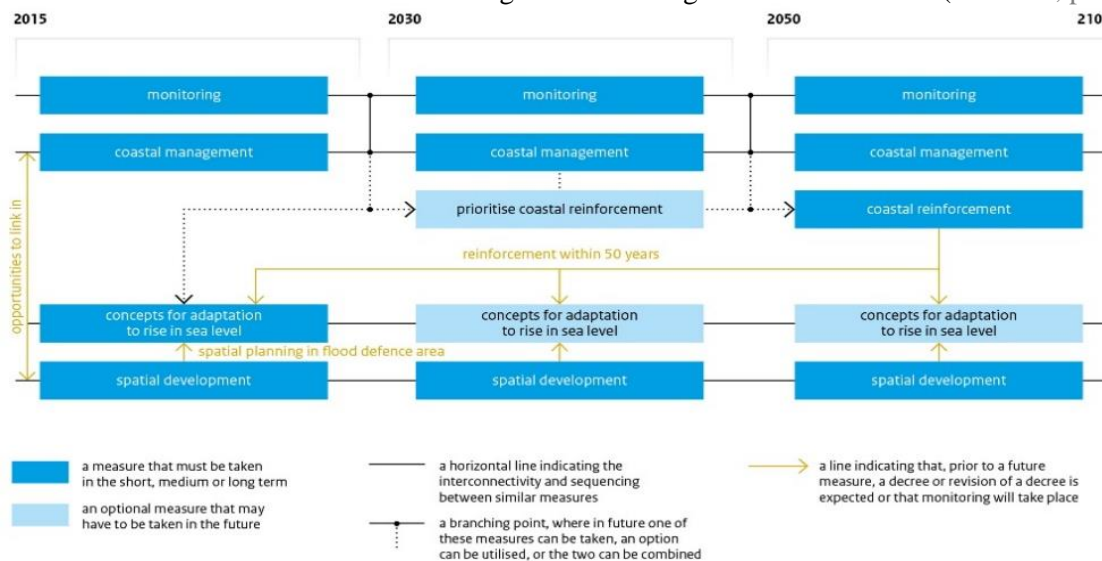 2015 2030 2050 210
monitoring monitoring monitoring
coastal management coastal management coastal management
prioritise coastal reinforcement coastal reinforcement
opportunities to link in
reinforcement within 50 years
concepts for adaptation
to rise in sea level
concepts for adaptation
to rise in sea level
concepts for adaptation
to rise in sea level
spatial planning in flood defence area
spatial development spatial development spatial development
a measure that must be taken
in the short, medium or long term
an optional measure that may
have to be taken in the future
a horizontal line indicating the
interconnectivity and sequencing
between similar measures
a branching point, where in future one of
these measures can be taken, an option
can be utilised, or the two can be combined
a line indicating that, prior to a future
measure, a decree or revision of a decree is
expected or that monitoring will take place